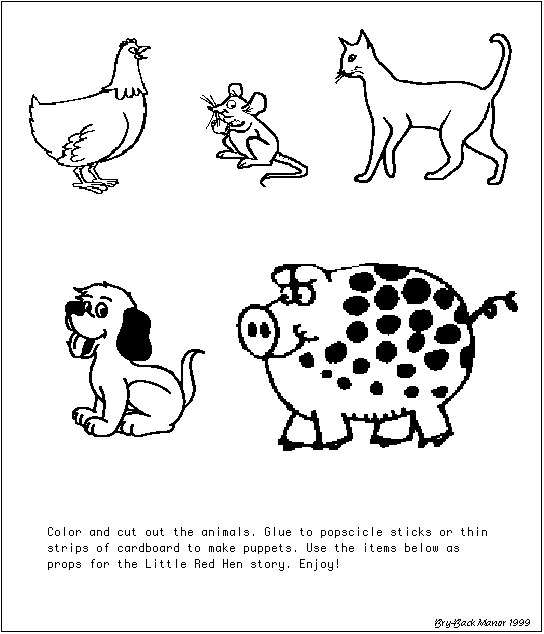 Color and cut out the animals. Glue to popscicle sticks or thin
strips of cardboard to make puppets. Use the items below as
props for the Little Red Hen story. Enjoy!
Bry-Back Manor 1999